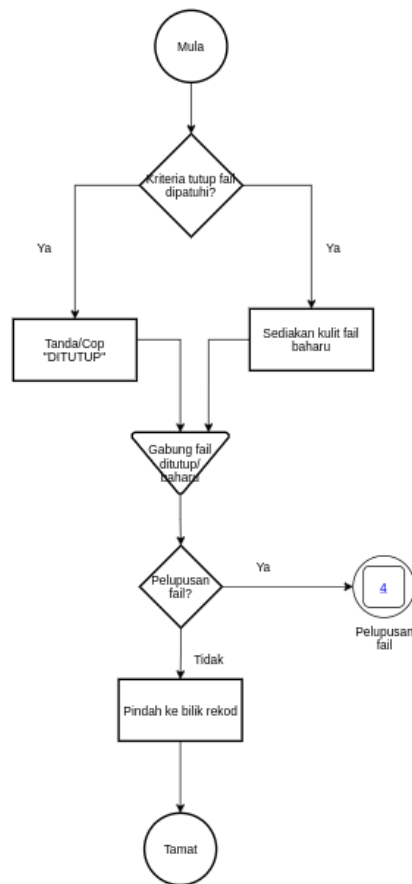 Mula
Kriteria tutup fail
dipatuhi?
Ya
Ya
Tanda/Cop
"DITUTUP"
Sediakan kulit fail
baharu
Gabung fail
ditutup/
baharu
Pelupusan
fail?
Ya
4
Pelupusan
fail
Tidak
Pindah ke bilik rekod
Tamat